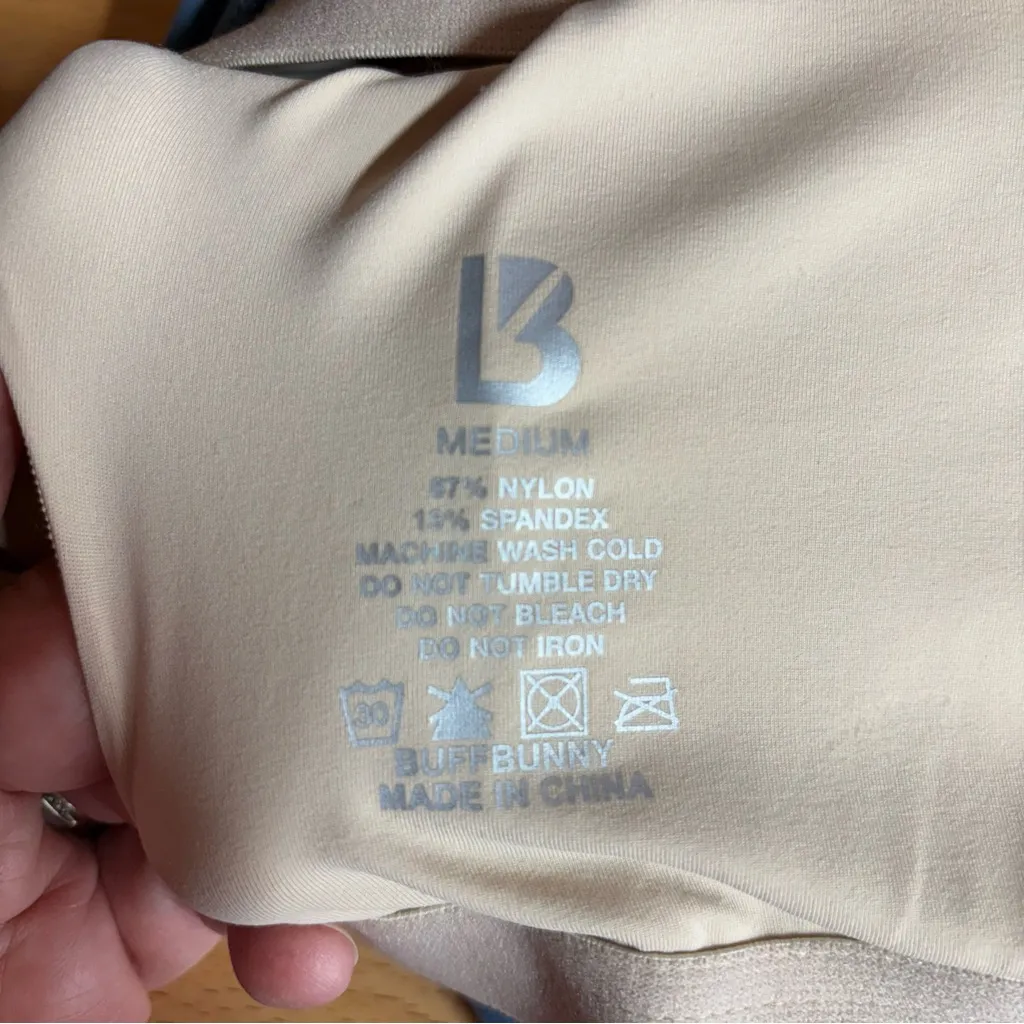 B
MEDIUM
87% NYLON
13% SPANDEX
MACHINE WASH COLD
DO NOT TUMBLE DRY
DO NOT BLEACH
DO NOT IRON
30
BUFFBUNNY
MADE IN CHINA